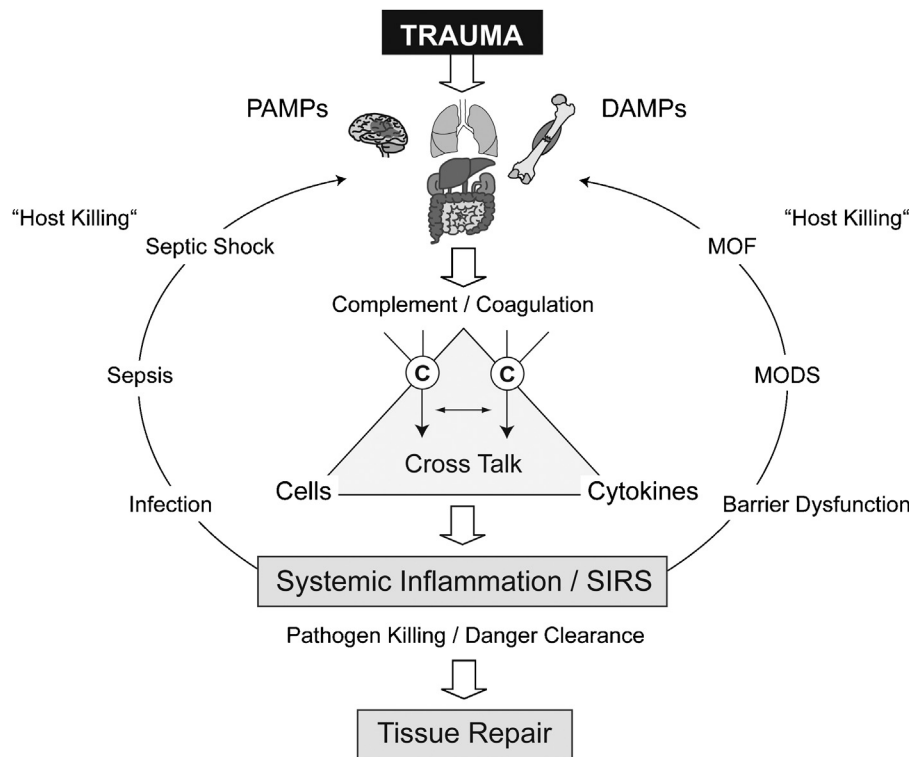 TRAUMA
PAMPs
DAMPs
“Host Killing“
“Host Killing“
Septic Shock
MOF
Complement / Coagulation
C
C
Sepsis
MODS
Cross Talk
Cells
Cytokines
Infection
Barrier Dysfunction
Systemic Inflammation / SIRS
Pathogen Killing / Danger Clearance
Tissue Repair